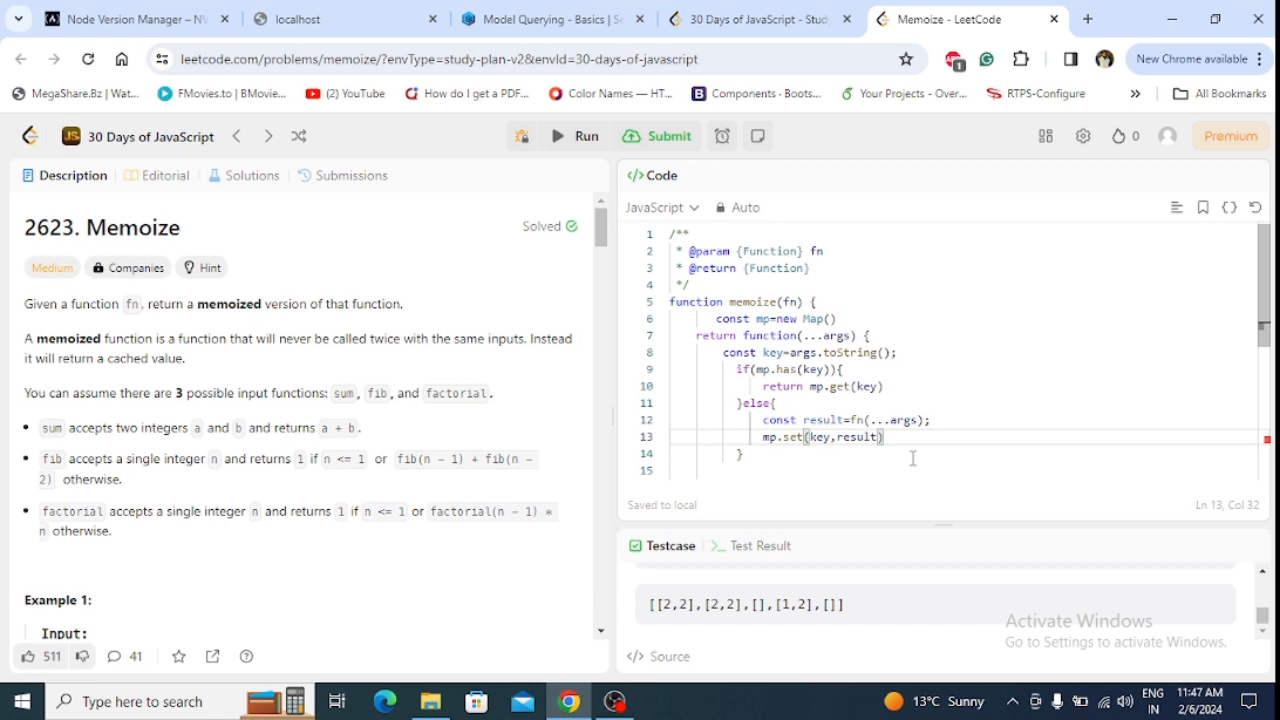 Node Version Manager – NV
localhost
Model Querying - Basics | Se
30 Days of JavaScript - Stud
Memoize - LeetCode
leetcode.com/problems/memoize/?envType=study-plan-v2&envId=30-days-of-javascript
1
New Chrome available
MegaShare.Bz | Wat...
FMovies.to | BMovie...
(2) YouTube
How do I get a PDF...
Color Names — HT...
Components · Boots...
Your Projects - Over...
RTPS-Configure
»
All Bookmarks
JS 30 Days of JavaScript
Run
Submit
0
Premium
Description
Editorial
Solutions
Submissions
2623. Memoize
Solved
Medium
Companies
Hint
Given a function fn, return a memoized version of that function.
A memoized function is a function that will never be called twice with the same inputs. Instead
it will return a cached value.
You can assume there are 3 possible input functions: sum, fib, and factorial.
• sum accepts two integers a and b and returns a + b.
• fib accepts a single integer n and returns 1 if n <= 1 or fib(n - 1) + fib(n -
2) otherwise.
• factorial accepts a single integer n and returns 1 if n <= 1 or factorial(n - 1) *
n otherwise.
Example 1:
Input:
511
41
</> Code
JavaScript
Auto
1 /**
2 * @param {Function} fn
3 * @return {Function}
4 */
5 function memoize(fn) {
6 const mp=new Map()
7 return function(...args) {
8 const key=args.toString();
9 if(mp.has(key)){
10 return mp.get(key)
11 }else{
12 const result=fn(...args);
13 mp.set(key,result)
14 }
15
Saved to local
Ln 13, Col 32
Testcase
Test Result
[[2,2],[2,2],[],[1,2],[]]
Activate Windows
Go to Settings to activate Windows.
</> Source
Type here to search
13°C Sunny
ENG
IN
11:47 AM
2/6/2024